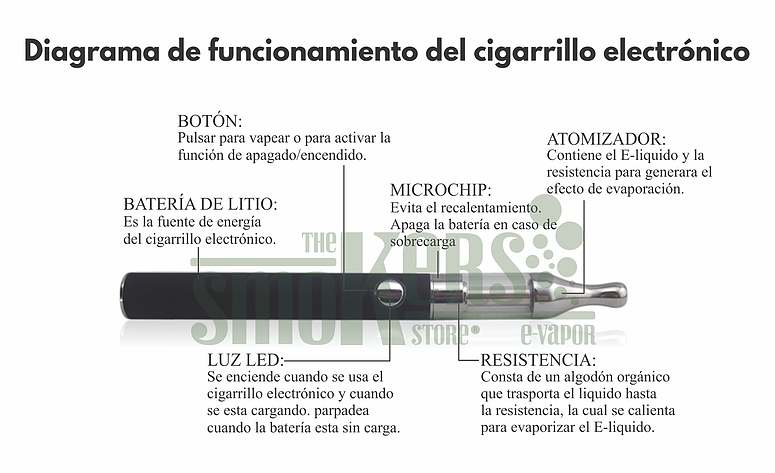 Diagrama de funcionamiento del cigarrillo electrónico
BOTÓN:
Pulsar para vapear o para activar la
función de apagado/encendido.
ATOMIZADOR:
Contiene el E-liquido y la
resistencia para generara el
efecto de evaporación.
MICROCHIP:
Evita el recalentamiento.
Apaga la batería en caso de
sobrecarga
BATERÍA DE LITIO:
Es la fuente de energía
del cigarrillo electrónico.
THE
SMOKERS
STORE
e-VAPOR
LUZ LED:
Se enciende cuando se usa el
cigarrillo electrónico y cuando
se esta cargando. parpadea
cuando la batería esta sin carga.
RESISTENCIA:
Consta de un algodón orgánico
que trasporta el liquido hasta
la resistencia, la cual se calienta
para evaporizar el E-liquido.